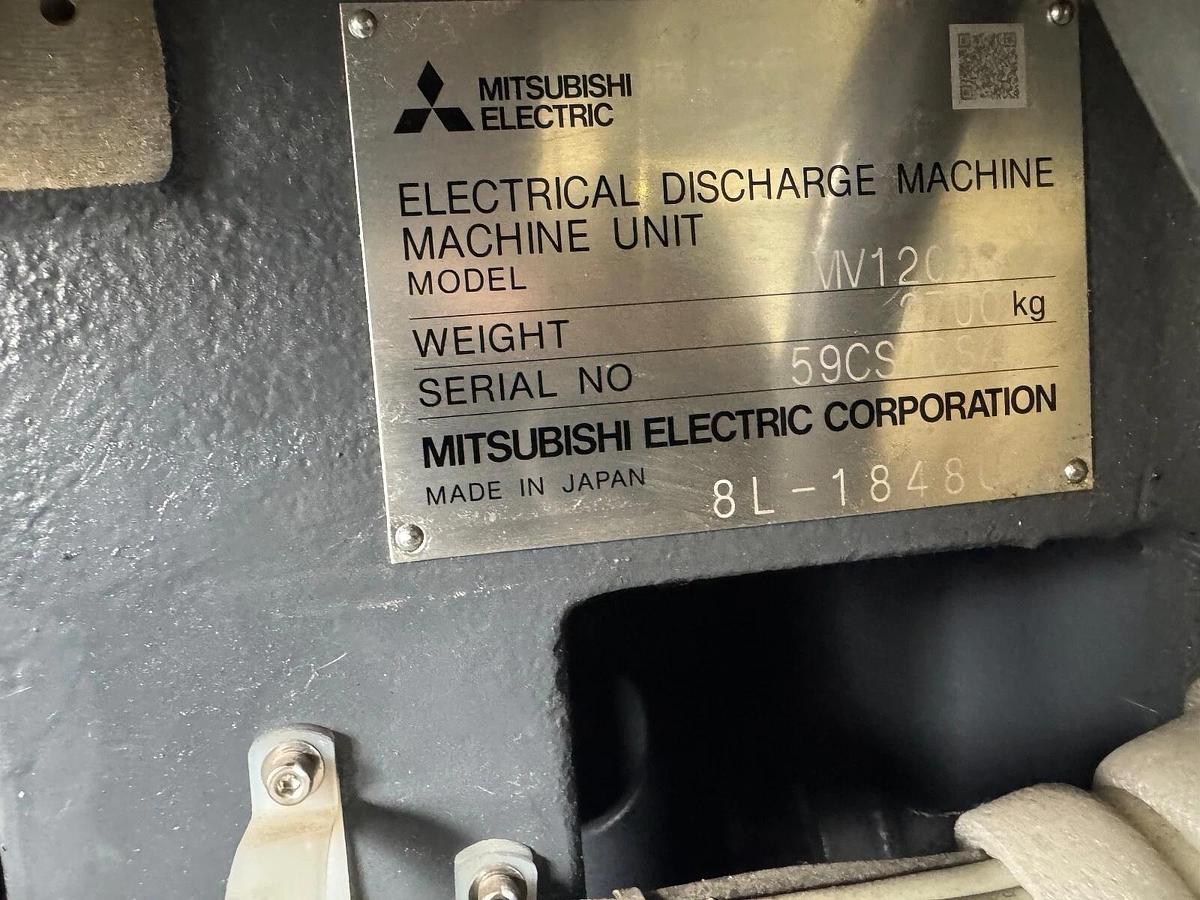 MITSUBISHI
ELECTRIC
ELECTRICAL DISCHARGE MACHINE
MACHINE UNIT
MODEL
WEIGHT kg
SERIAL NO
MITSUBISHI ELECTRIC CORPORATION
MADE IN JAPAN